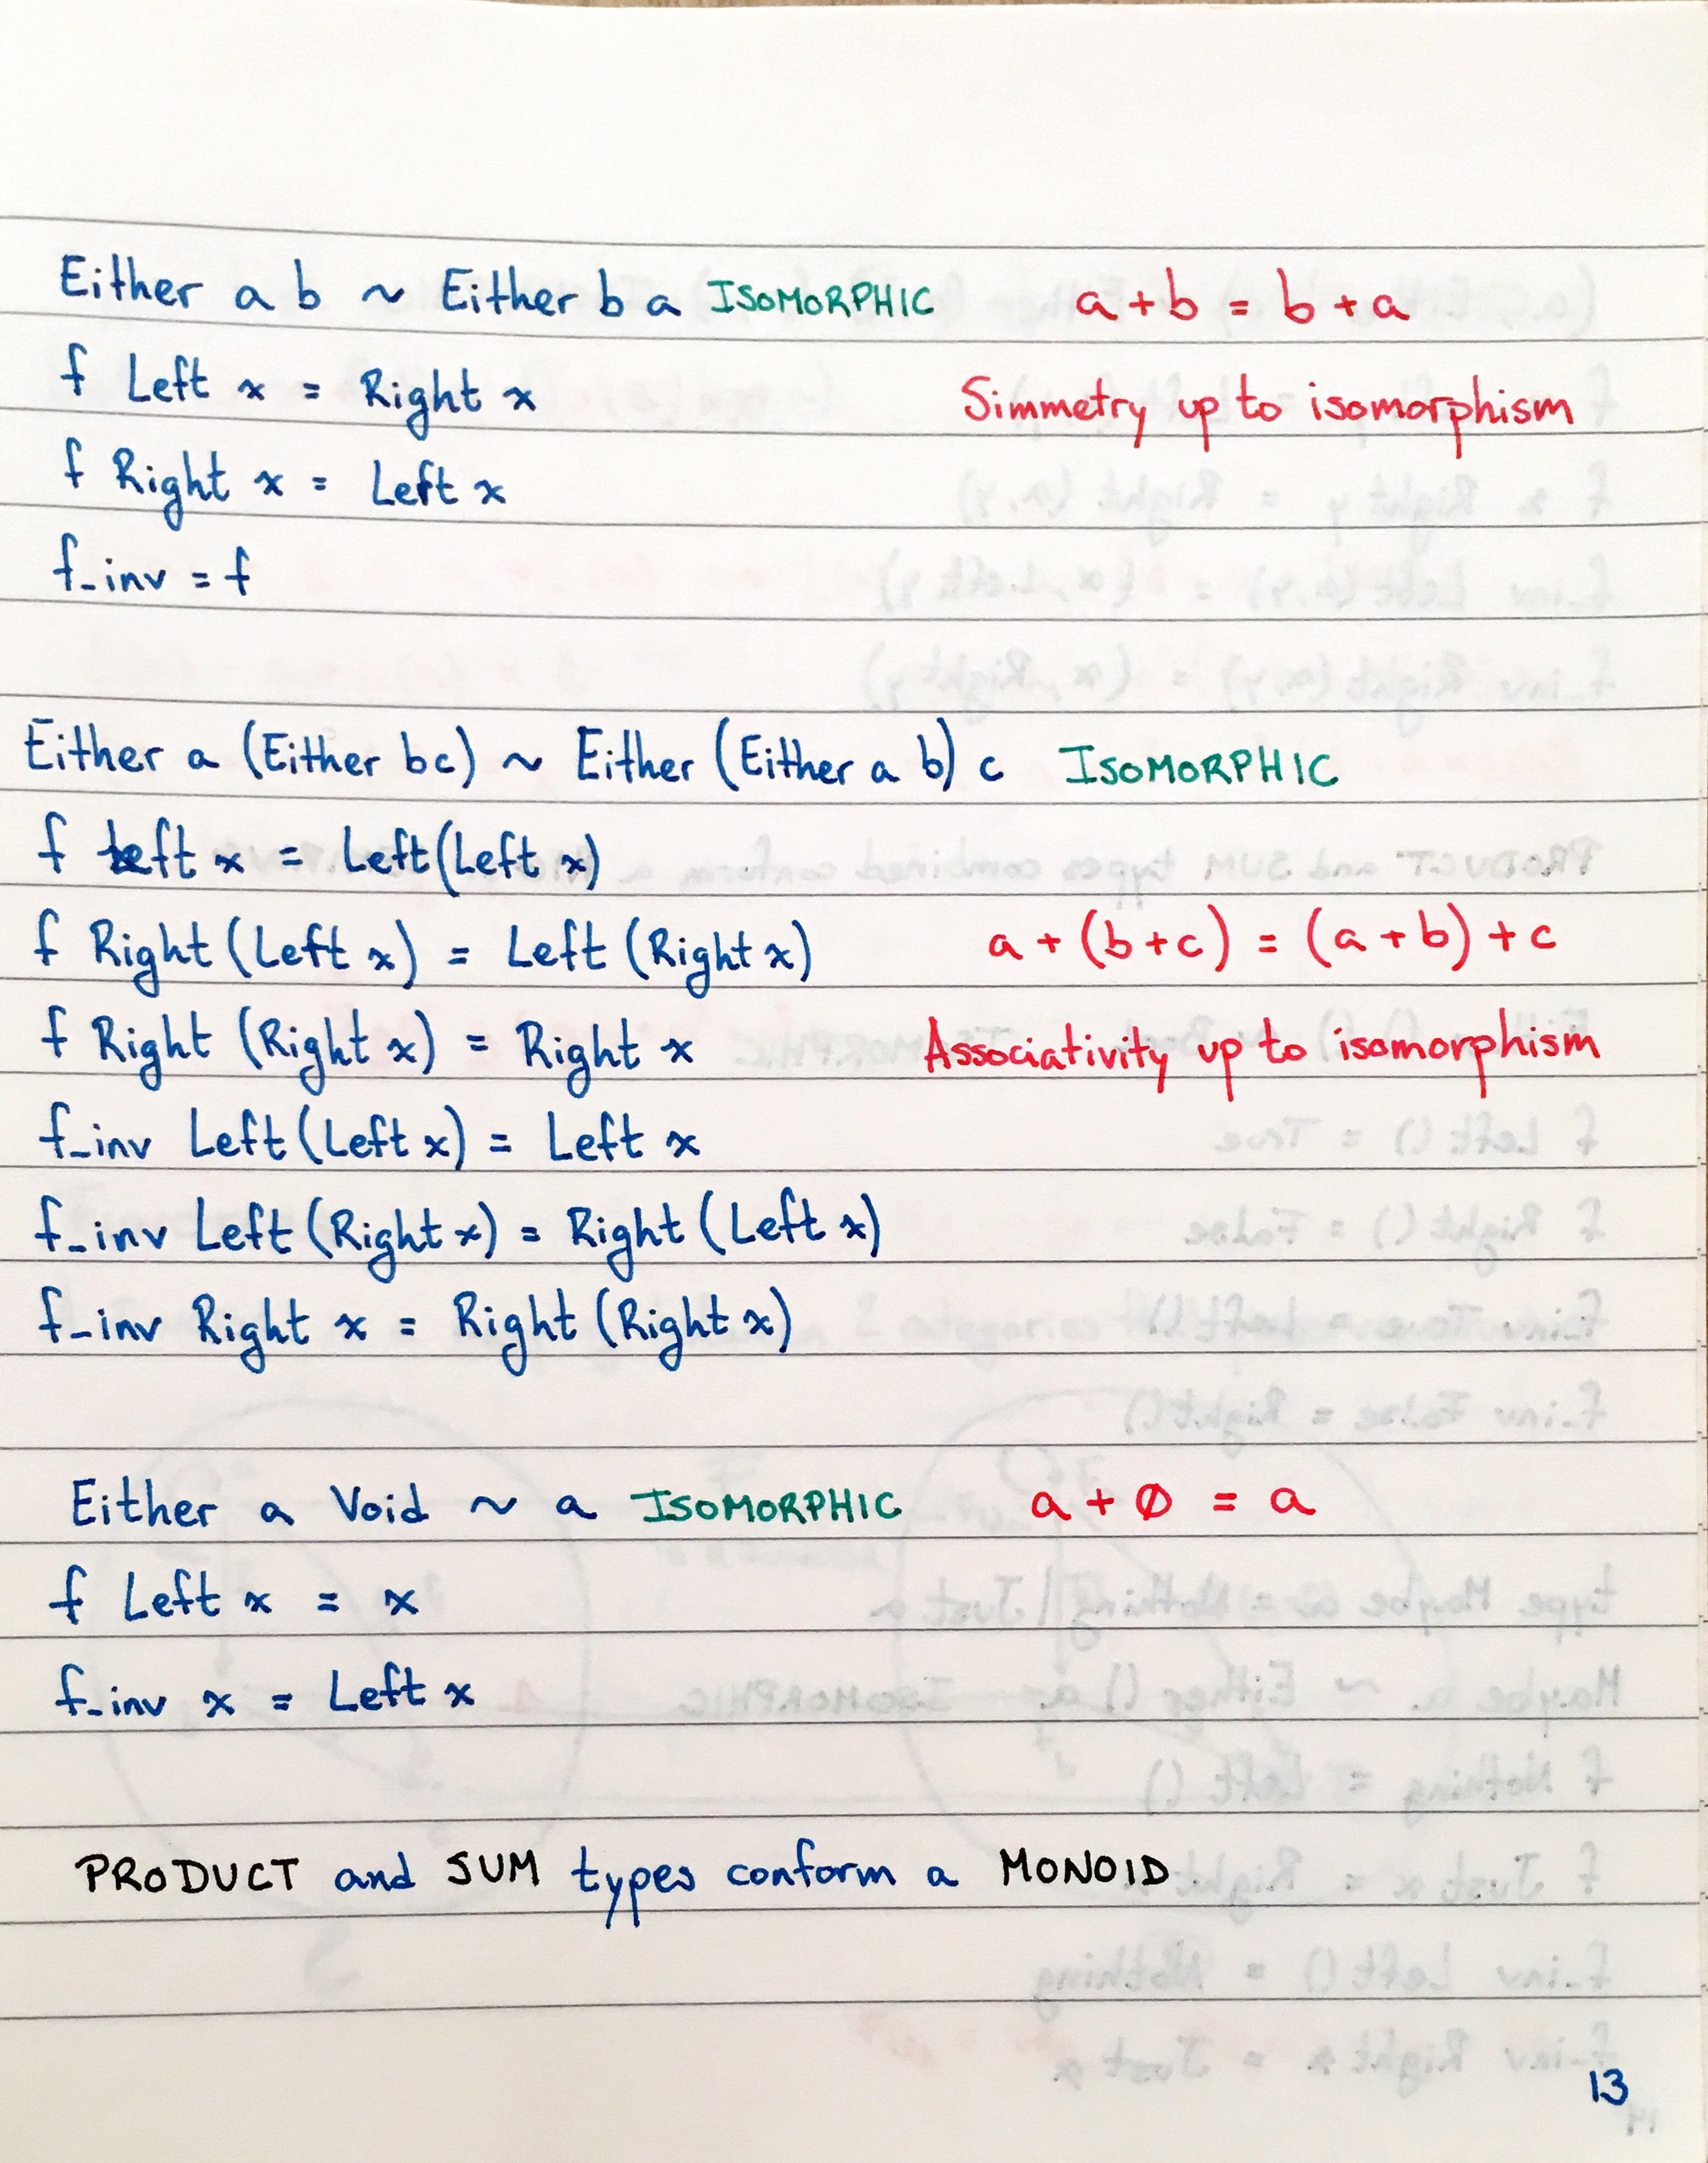 Either a b ~ Either b a ISOMORPHIC a + b = b + a
f Left x = Right x Simmetry up to isomorphism
f Right x = Left x
f_inv = f
Either a (Either b c) ~ Either (Either a b) c ISOMORPHIC
f Left x = Left (Left x)
f Right (Left x) = Left (Right x) a + (b + c) = (a + b) + c
f Right (Right x) = Right x Associativity up to isomorphism
f_inv Left (Left x) = Left x
f_inv Left (Right x) = Right (Left x)
f_inv Right x = Right (Right x)
Either a Void ~ a ISOMORPHIC a + 0 = a
f Left x = x
f_inv x = Left x
PRODUCT and SUM types conform a MONOID
13